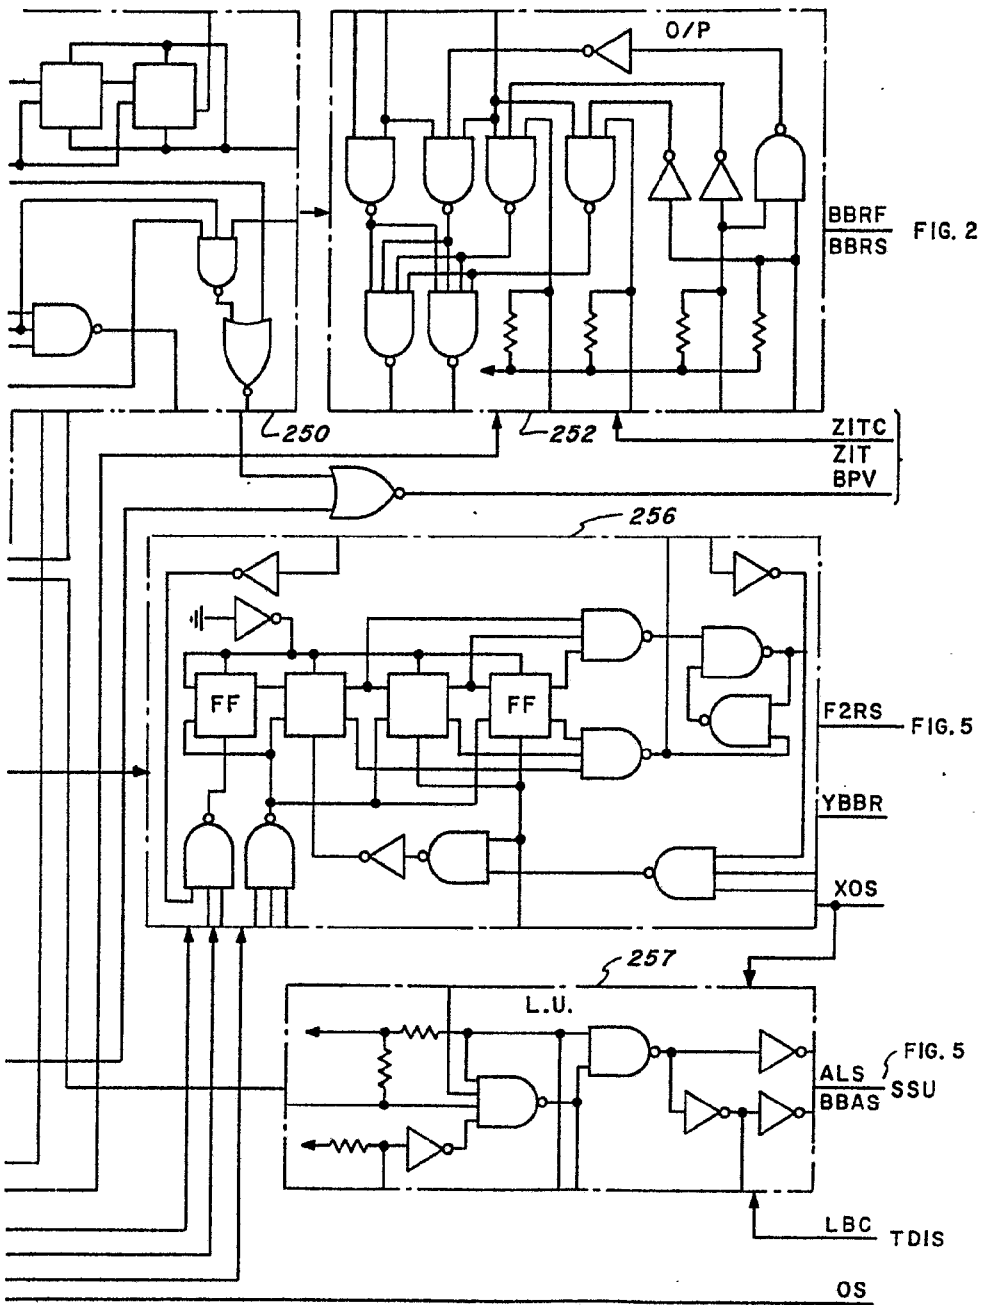 O/P
BBRF
BBRS
FIG. 2
250
252
ZITC
ZIT
BPV
256
FF
FF
F2RS
FIG. 5
YBBR
XOS
257
L.U.
FIG. 5
ALS
SSU
BBAS
LBC
TDIS
OS